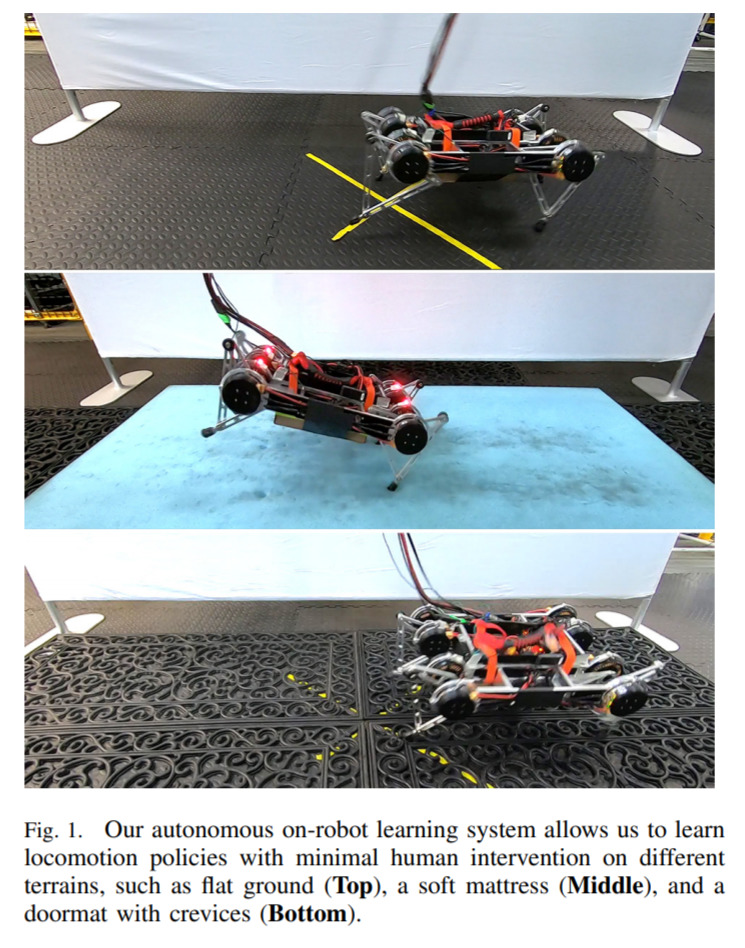 Fig. 1. Our autonomous on-robot learning system allows us to learn
locomotion policies with minimal human intervention on different
terrains, such as flat ground (Top), a soft mattress (Middle), and a
doormat with crevices (Bottom).